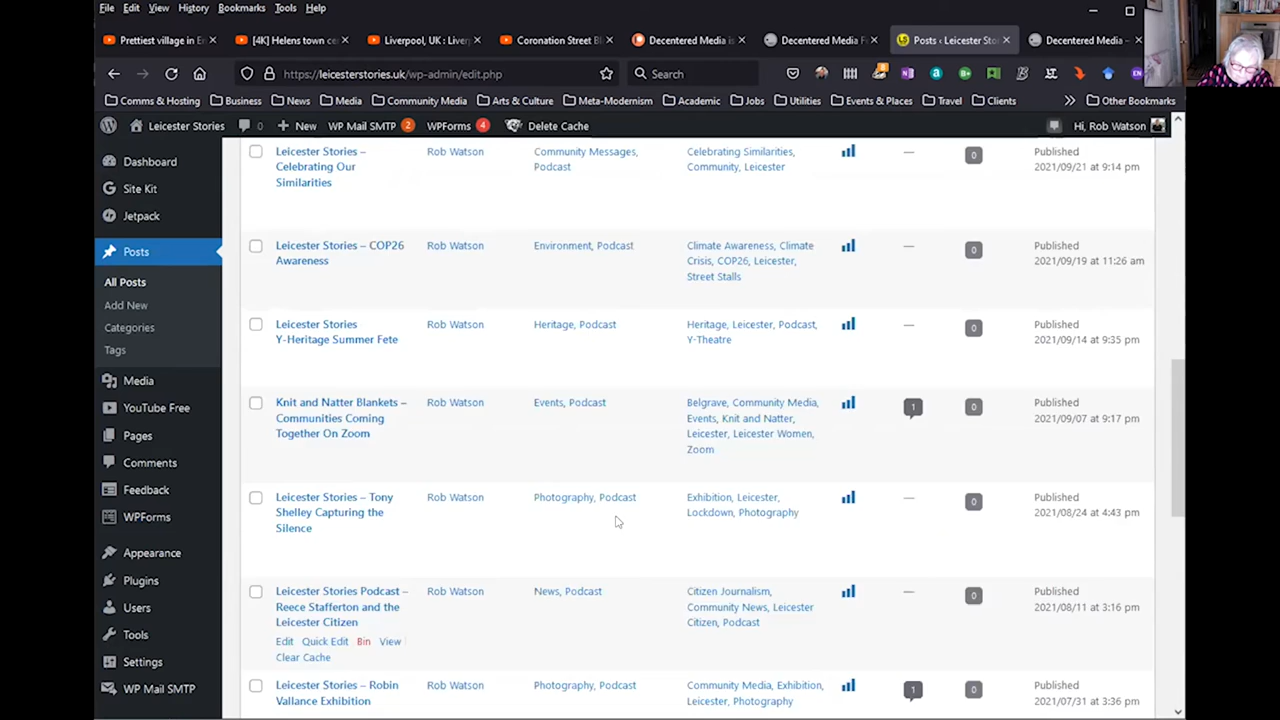 File Edit View History Bookmarks Tools Help
Prettiest village in En
[4K] Helens town ce
Liverpool, UK : Liver
Coronation Street Bl
Decentered Media is
Decentered Media F
Posts ‹ Leicester Stor
Decentered Media –
https://leicesterstories.uk/wp-admin/edit.php
Search
Comms & Hosting Business News Media Community Media Arts & Culture Meta-Modernism Academic Jobs Utilities Events & Places Travel Clients Other Bookmarks
Leicester Stories 0 New WP Mail SMTP 2 WPForms 4 Delete Cache Hi, Rob Watson
Dashboard
Site Kit
Jetpack
Posts
All Posts
Add New
Categories
Tags
Media
YouTube Free
Pages
Comments
Feedback
WPForms
Appearance
Plugins
Users
Tools
Settings
WP Mail SMTP
Leicester Stories – Rob Watson Community Messages, Celebrating Similarities, — 0 Published
Celebrating Our Podcast Community, Leicester 2021/09/21 at 9:14 pm
Similarities
Leicester Stories – COP26 Rob Watson Environment, Podcast Climate Awareness, Climate — 0 Published
Awareness Crisis, COP26, Leicester, 2021/09/19 at 11:26 am
Street Stalls
Leicester Stories Rob Watson Heritage, Podcast Heritage, Leicester, Podcast, — 0 Published
Y-Heritage Summer Fete Y-Theatre 2021/09/14 at 9:35 pm
Knit and Natter Blankets – Rob Watson Events, Podcast Belgrave, Community Media, 1 0 Published
Communities Coming Events, Knit and Natter, 2021/09/07 at 9:17 pm
Together On Zoom Leicester, Leicester Women,
Zoom
Leicester Stories – Tony Rob Watson Photography, Podcast Exhibition, Leicester, — 0 Published
Shelley Capturing the Lockdown, Photography 2021/08/24 at 4:43 pm
Silence
Leicester Stories Podcast – Rob Watson News, Podcast Citizen Journalism, — 0 Published
Reece Stafferton and the Community News, Leicester 2021/08/11 at 3:16 pm
Leicester Citizen Citizen, Podcast
Edit Quick Edit Bin View
Clear Cache
Leicester Stories – Robin Rob Watson Photography, Podcast Community Media, Exhibition, 1 0 Published
Vallance Exhibition Leicester, Photography 2021/07/31 at 3:36 pm